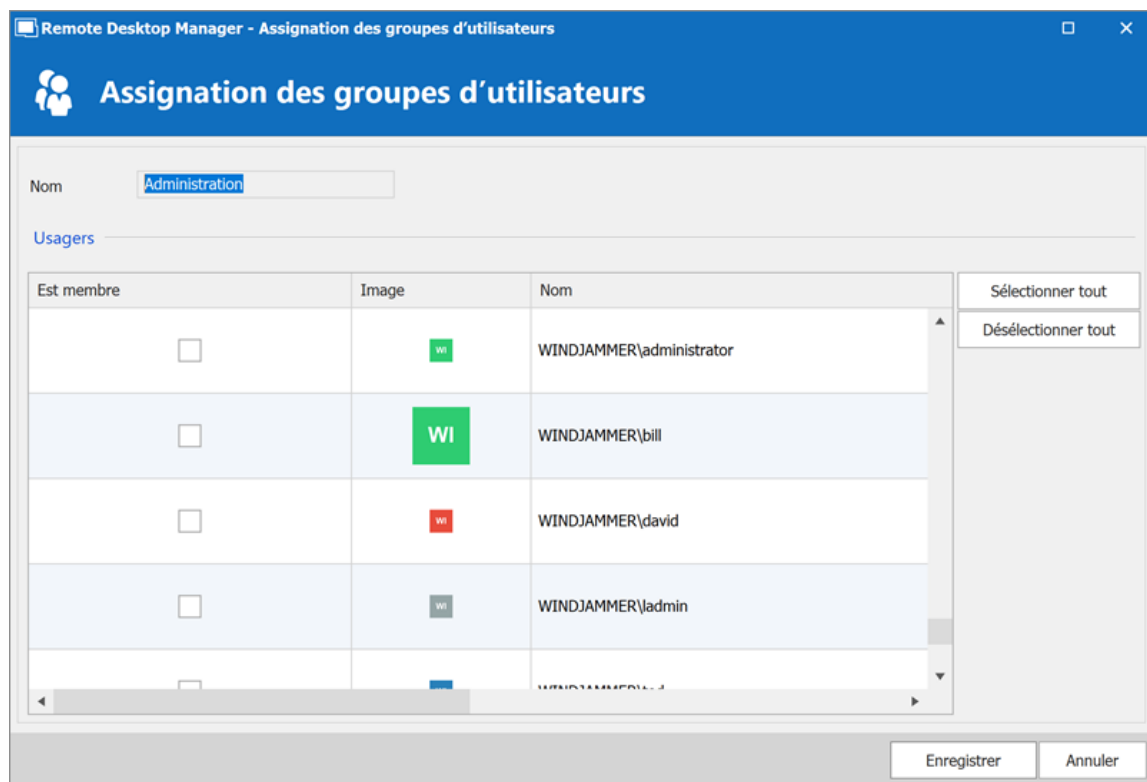 Remote Desktop Manager - Assignation des groupes d’utilisateurs
Assignation des groupes d’utilisateurs
Nom Administration
Usagers
Est membre Image Nom
Sélectionner tout
Désélectionner tout
WI WINDJAMMER\administrator
WI WINDJAMMER\bill
WI WINDJAMMER\david
WI WINDJAMMER\ladmin
Enregistrer Annuler